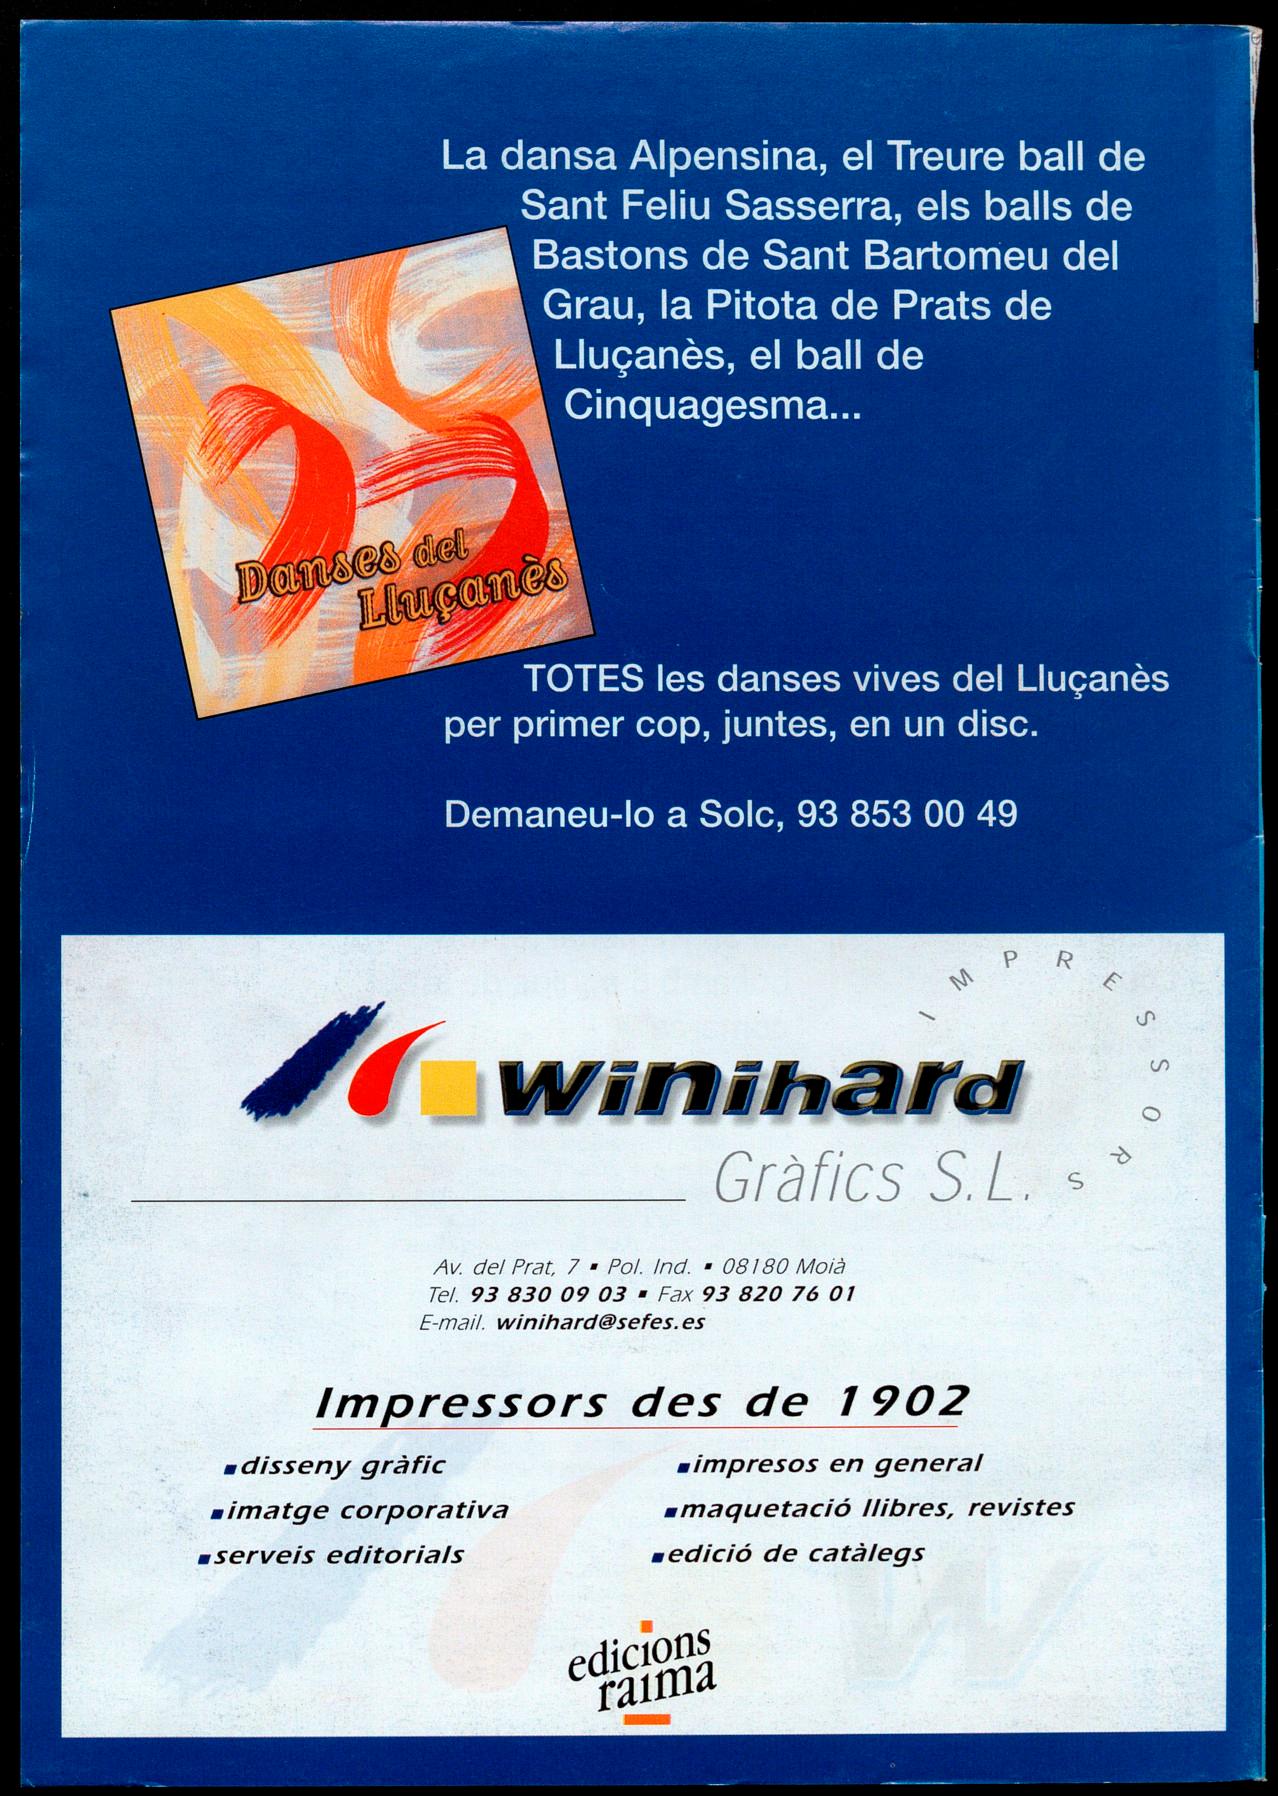 La dansa Alpensina, el Treure ball de
Sant Feliu Sasserra, els balls de
Bastons de Sant Bartomeu del
Grau, la Pitota de Prats de
Lluçanès, el ball de
Cinquagesma...
Danses del
Lluçanès
TOTES les danses vives del Lluçanès
per primer cop, juntes, en un disc.
Demaneu-lo a Solc, 93 853 00 49
IMPRESSORS
winihard
Gràfics S.L.
Av. del Prat, 7 ▪ Pol. Ind. ▪ 08180 Moià
Tel. 93 830 09 03 ▪ Fax 93 820 76 01
E-mail. winihard@sefes.es
Impressors des de 1902
▪disseny gràfic
▪imatge corporativa
▪serveis editorials
▪impresos en general
▪maquetació llibres, revistes
▪edició de catàlegs
edicions
raima